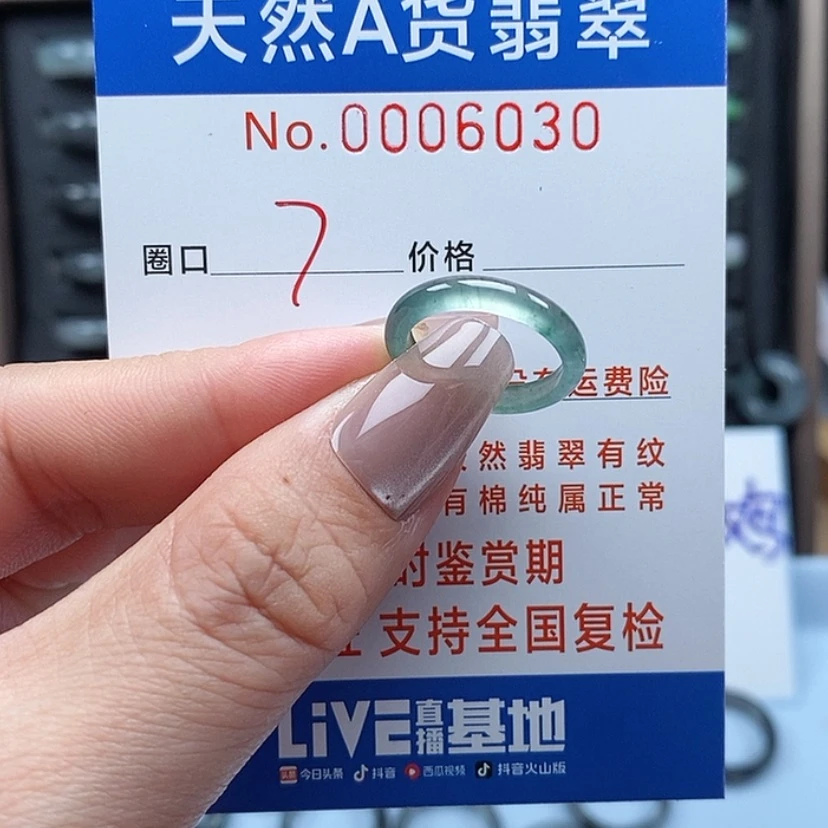 天然A货翡翠
No.0006030
圈口 7 价格
运费险
然翡翠有纹
有棉纯属正常
时鉴赏期
支持全国复检
LiVE直播基地
头条 今日头条 抖音 西瓜视频 抖音火山版